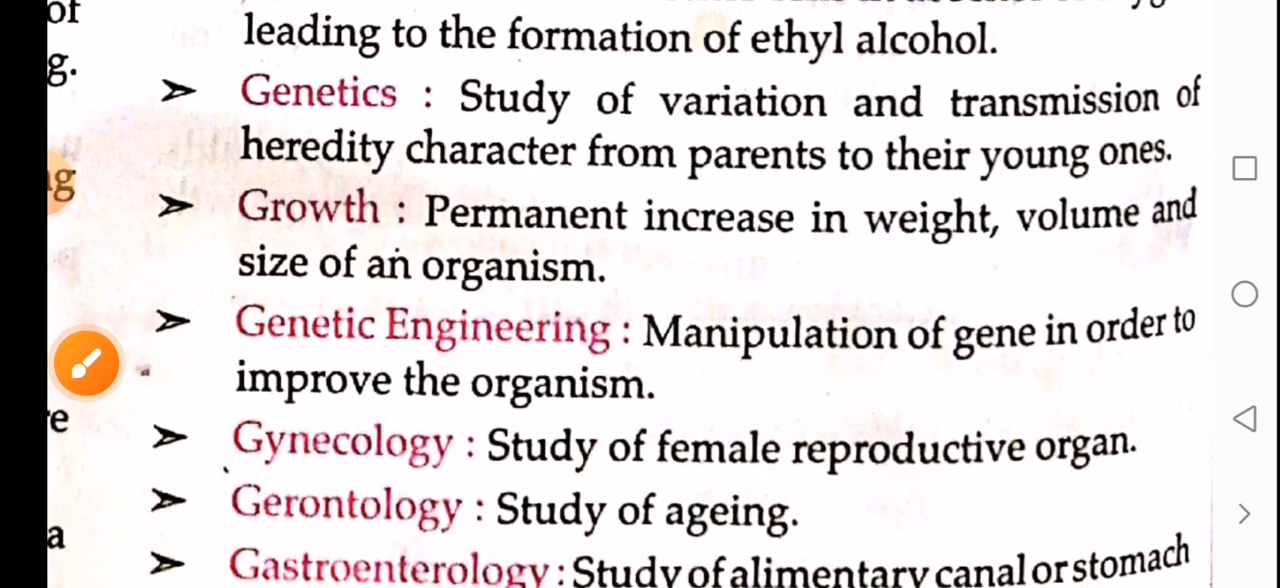 of
leading to the formation of ethyl alcohol.
g.
➢ Genetics : Study of variation and transmission of
heredity character from parents to their young ones.
g
➢ Growth : Permanent increase in weight, volume and
size of an organism.
➢ Genetic Engineering : Manipulation of gene in order to
improve the organism.
e
➢ Gynecology : Study of female reproductive organ.
➢ Gerontology : Study of ageing.
a
➢ Gastroenterology : Study of alimentary canal or stomach